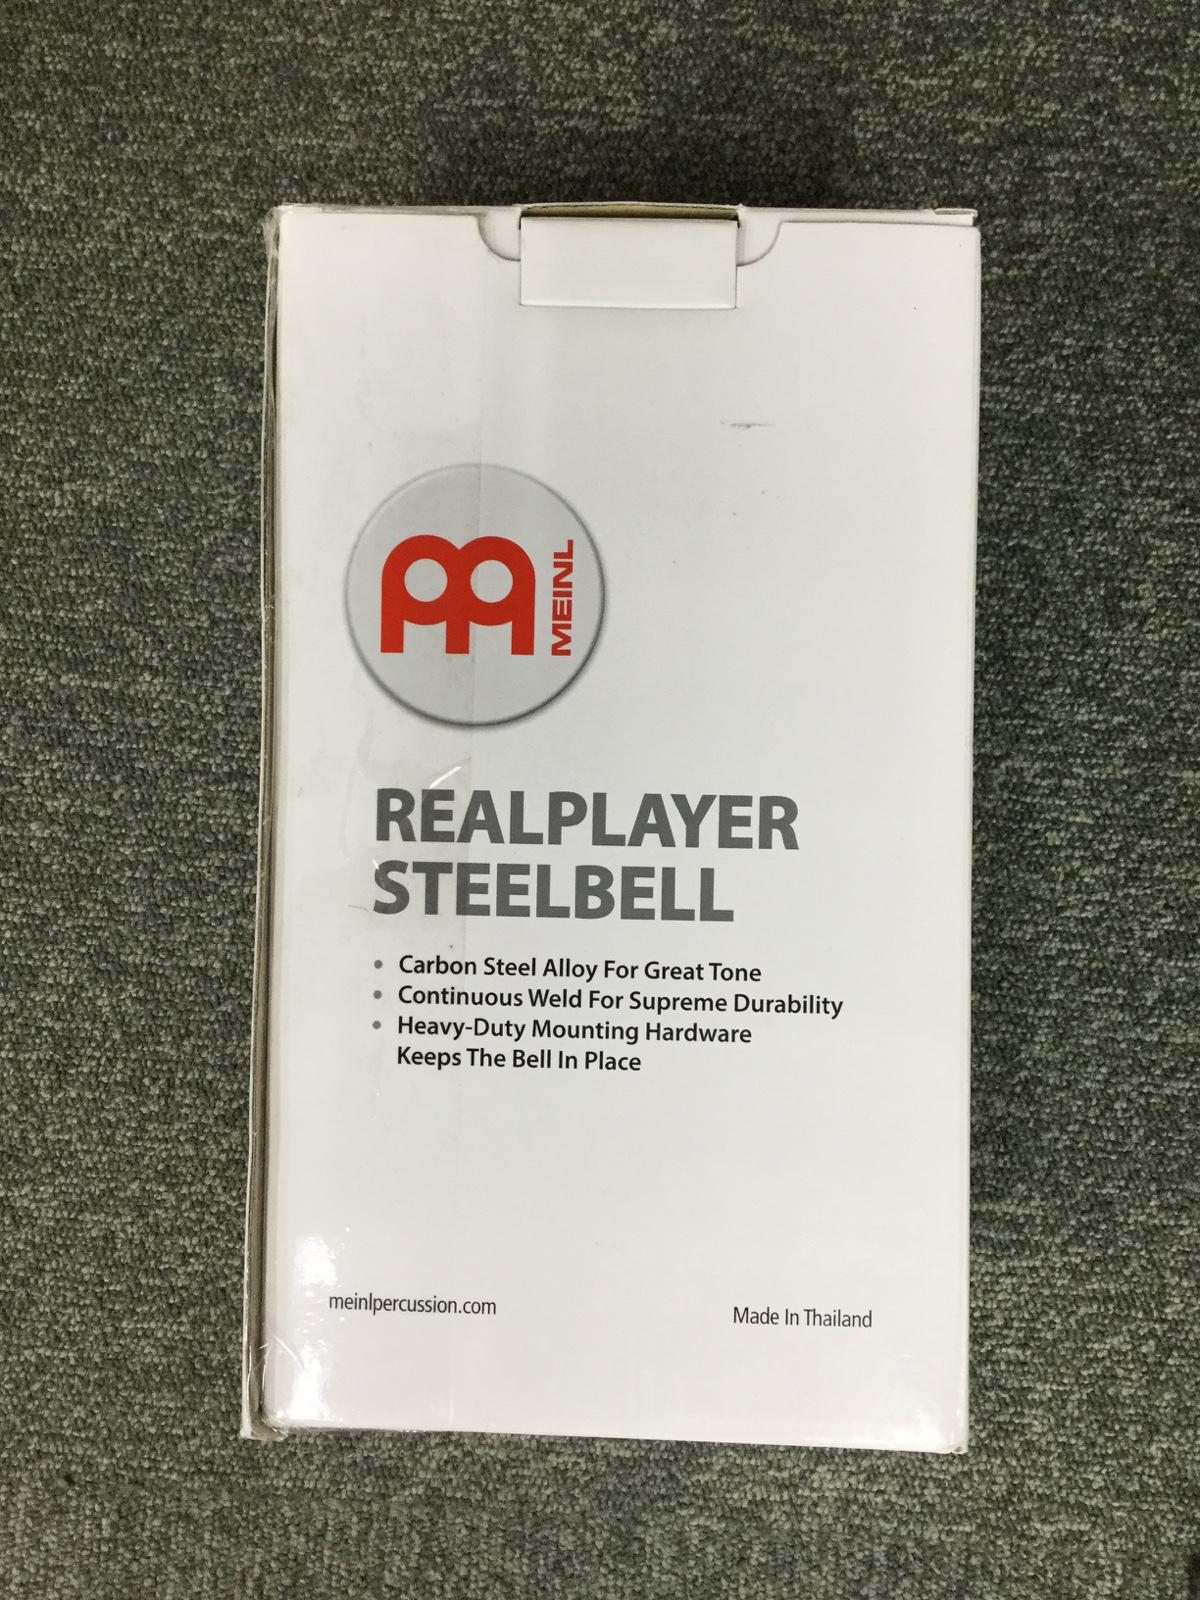 MEINL
REALPLAYER
STEELBELL
• Carbon Steel Alloy For Great Tone
• Continuous Weld For Supreme Durability
• Heavy-Duty Mounting Hardware
Keeps The Bell In Place
meinlpercussion.com
Made In Thailand